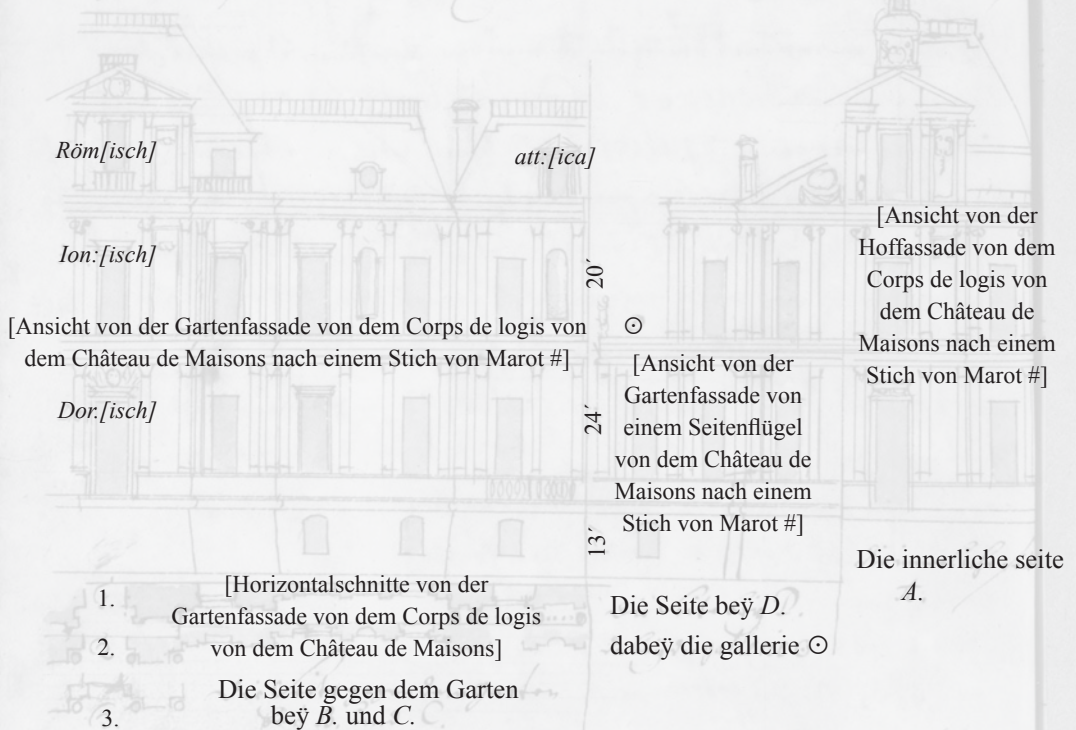 Röm[isch]
att:[ica]
Ion:[isch]
20´
[Ansicht von der Gartenfassade von dem Corps de logis von
dem Château de Maisons nach einem Stich von Marot #]
Dor.[isch]
24´
13´
☉
[Ansicht von der
Gartenfassade von
einem Seitenflügel
von dem Château de
Maisons nach einem
Stich von Marot #]
[Ansicht von der
Hoffassade von dem
Corps de logis von
dem Château de
Maisons nach einem
Stich von Marot #]
Die innerliche seite
A.
1.
2.
3.
[Horizontalschnitte von der
Gartenfassade von dem Corps de logis
von dem Château de Maisons]
Die Seite gegen dem Garten
beÿ B. und C.
Die Seite beÿ D.
dabeÿ die gallerie ☉